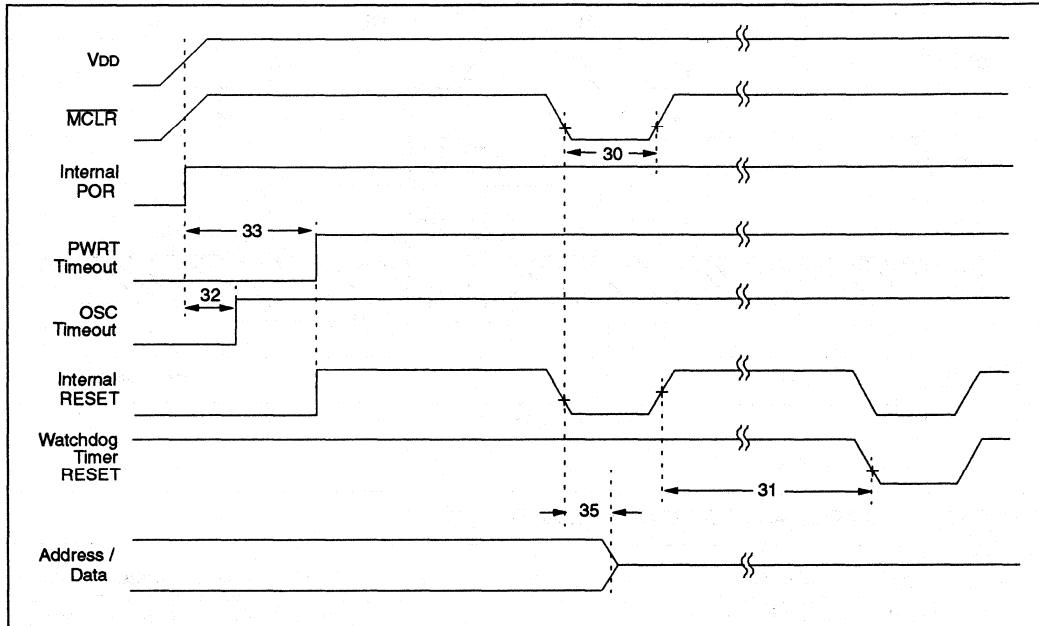 VDD
MCLR
30
Internal
POR
33
PWRT
Timeout
32
OSC
Timeout
Internal
RESET
Watchdog
Timer
RESET
31
35
Address /
Data